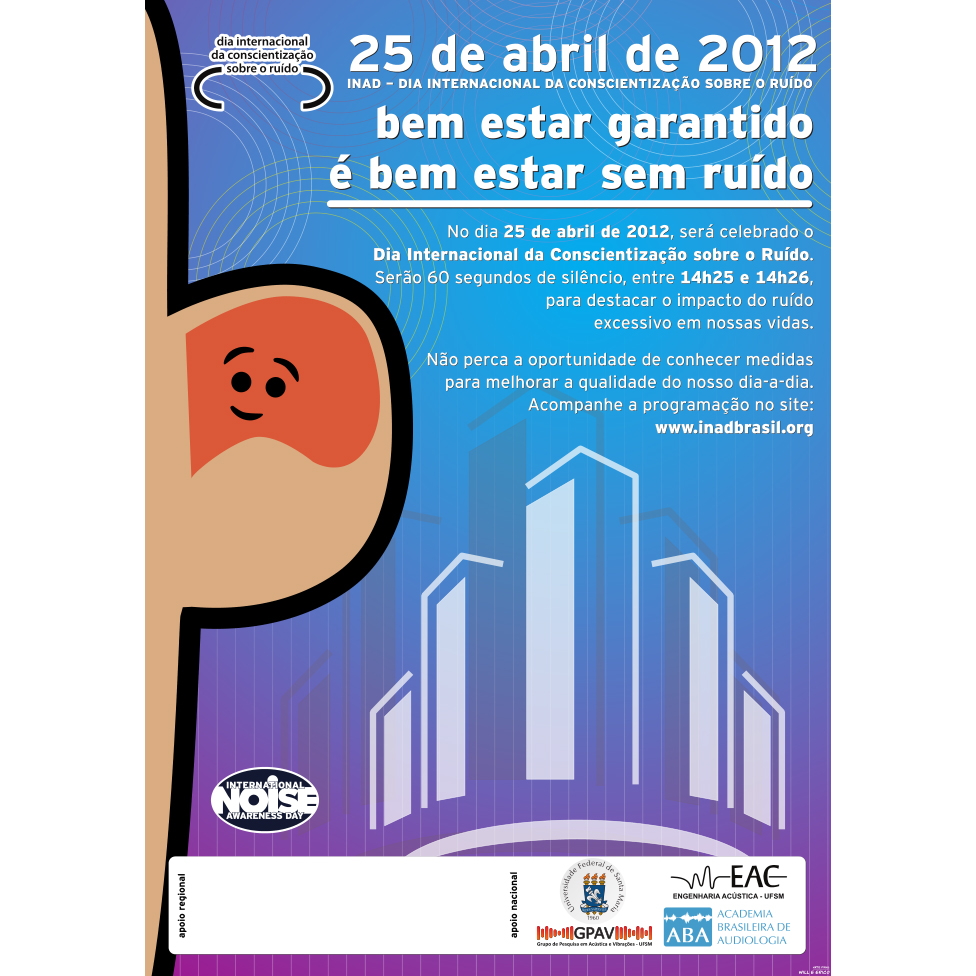 dia internacional
da conscientização
sobre o ruído
25 de abril de 2012
INAD – DIA INTERNACIONAL DA CONSCIENTIZAÇÃO SOBRE O RUÍDO
bem estar garantido
é bem estar sem ruído
No dia 25 de abril de 2012, será celebrado o
Dia Internacional da Conscientização sobre o Ruído.
Serão 60 segundos de silêncio, entre 14h25 e 14h26,
para destacar o impacto do ruído
excessivo em nossas vidas.
Não perca a oportunidade de conhecer medidas
para melhorar a qualidade do nosso dia-a-dia.
Acompanhe a programação no site:
www.inadbrasil.org
INTERNATIONAL
NOISE
AWARENESS DAY
apoio regional
apoio nacional
Universidade Federal de Santa Maria
1960
GPAV
Grupo de Pesquisa em Acústica e Vibrações - UFSM
EAC
ENGENHARIA ACÚSTICA - UFSM
ABA
ACADEMIA
BRASILEIRA DE
AUDIOLOGIA